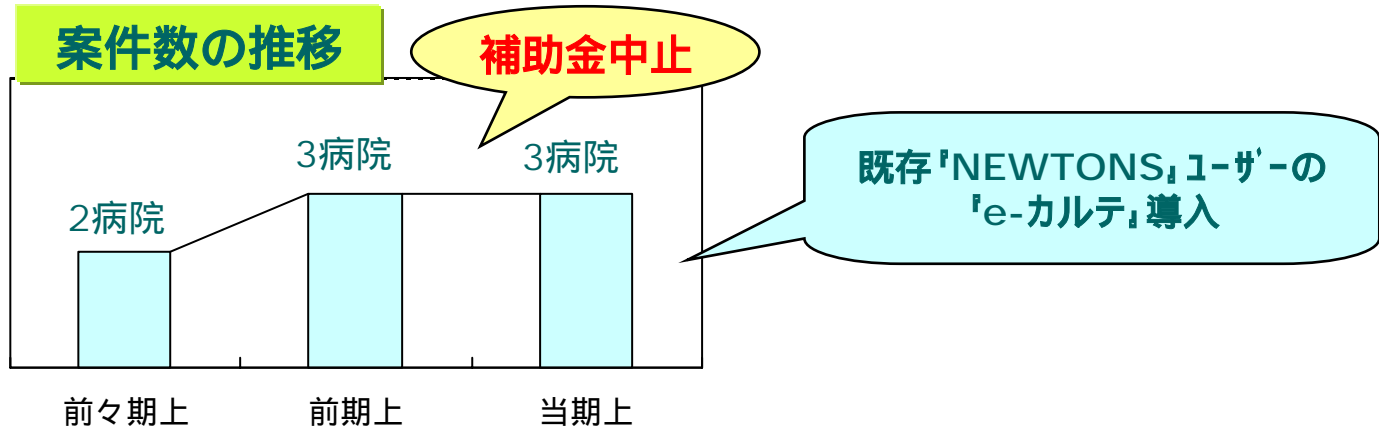 案件数の推移
補助金中止
3病院
3病院
2病院
既存『NEWTONS』ﾕｰｻﾞｰの
『e-カルテ』導入
前々期上
前期上
当期上